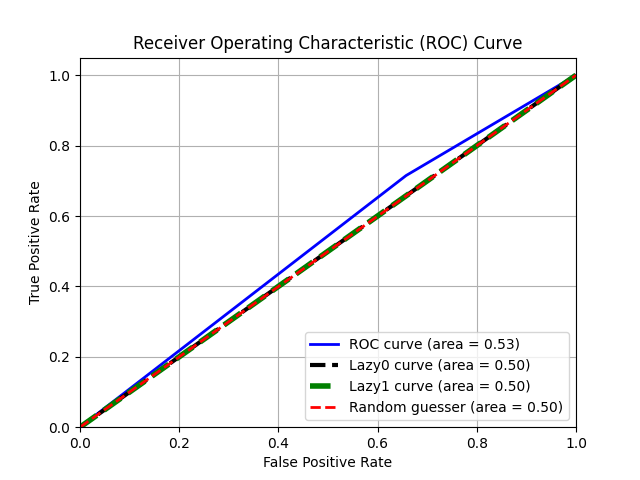 Receiver Operating Characteristic (ROC) Curve
True Positive Rate
1.0
0.8
0.6
0.4
0.2
0.0
ROC curve (area = 0.53)
Lazy0 curve (area = 0.50)
Lazy1 curve (area = 0.50)
Random guesser (area = 0.50)
0.0 0.2 0.4 0.6 0.8 1.0
False Positive Rate